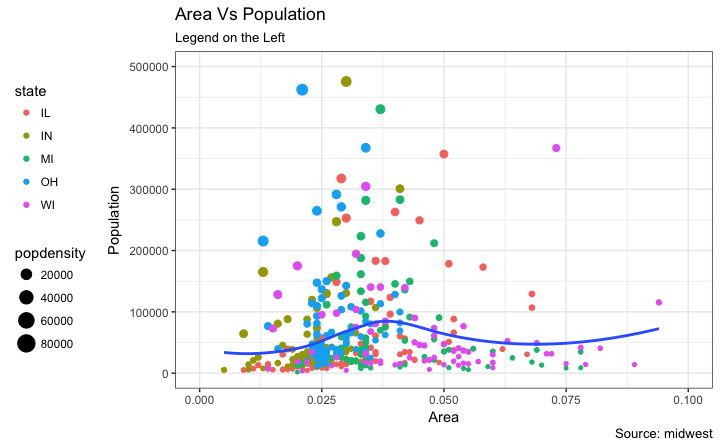 Area Vs Population
Legend on the Left
state
IL
IN
MI
OH
WI
popdensity
20000
40000
60000
80000
Population
500000
400000
300000
200000
100000
0
0.000 0.025 0.050 0.075 0.100
Area
Source: midwest